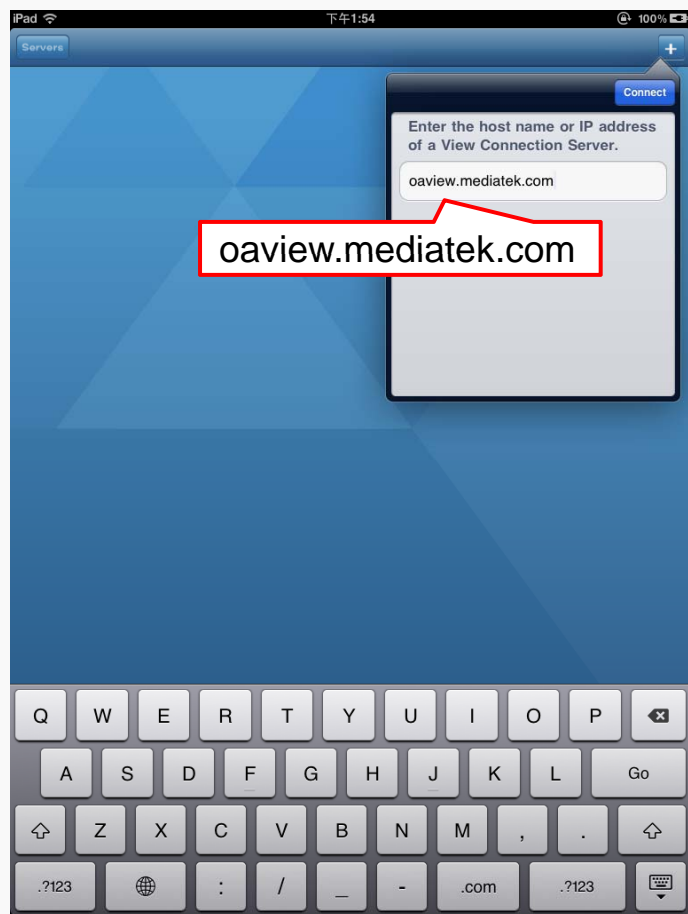 iPad 下午1:54 100%
Servers +
Connect
Enter the host name or IP address
of a View Connection Server.
oaview.mediatek.com
oaview.mediatek.com
Q W E R T Y U I O P
A S D F G H J K L Go
Z X C V B N M , .
.?123 : / _ - .com .?123